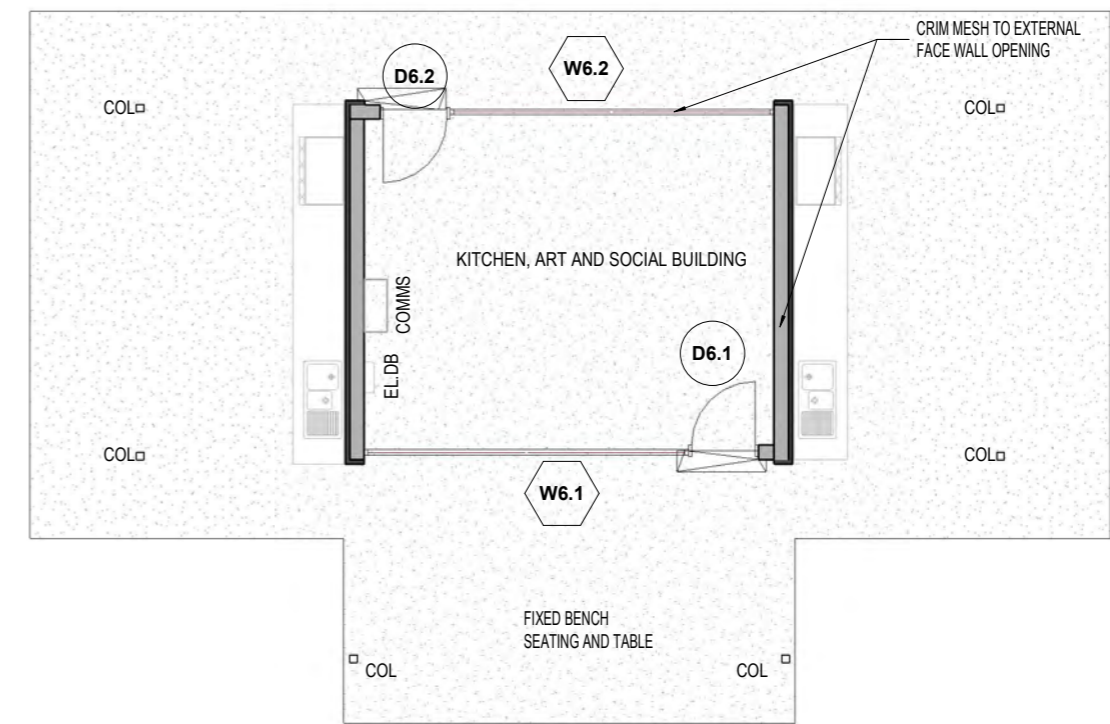 CRIM MESH TO EXTERNAL
FACE WALL OPENING
D6.2
W6.2
COL
COL
KITCHEN, ART AND SOCIAL BUILDING
COMMS
D6.1
EL.DB
COL
COL
W6.1
FIXED BENCH
SEATING AND TABLE
COL
COL